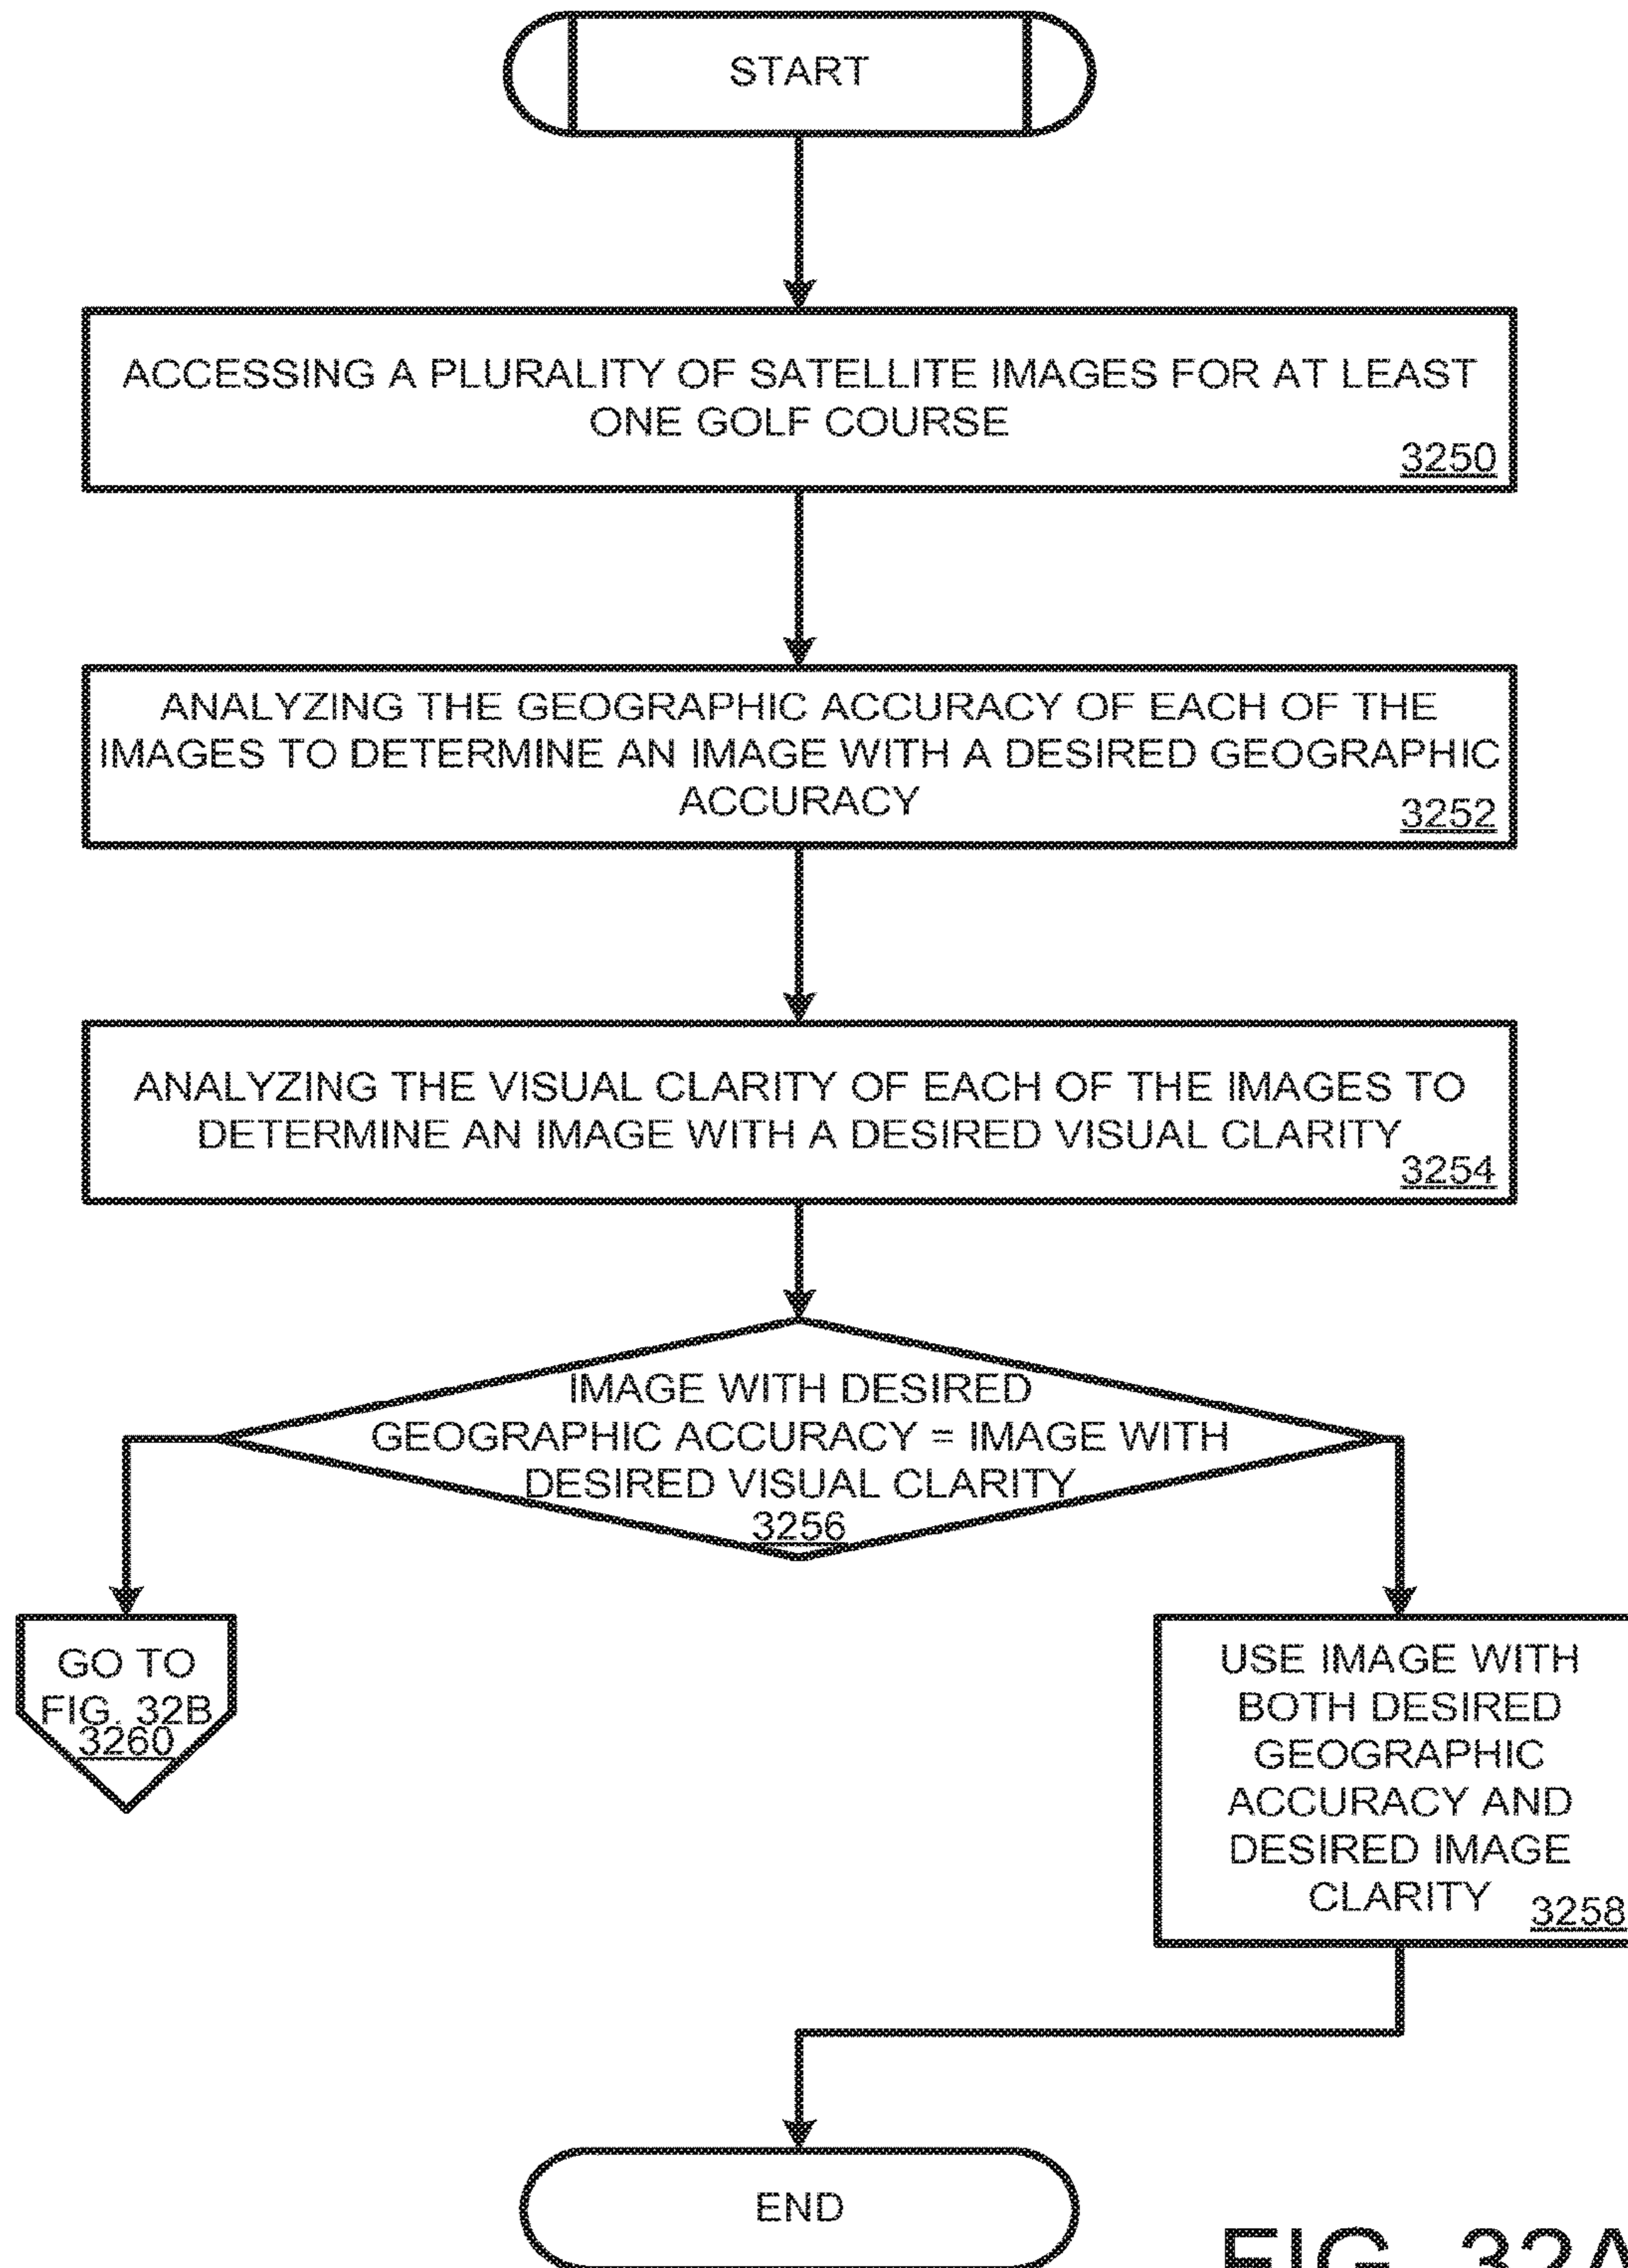 START
ACCESSING A PLURALITY OF SATELLITE IMAGES FOR AT LEAST
ONE GOLF COURSE
3250
ANALYZING THE GEOGRAPHIC ACCURACY OF EACH OF THE
IMAGES TO DETERMINE AN IMAGE WITH A DESIRED GEOGRAPHIC
ACCURACY
3252
ANALYZING THE VISUAL CLARITY OF EACH OF THE IMAGES TO
DETERMINE AN IMAGE WITH A DESIRED VISUAL CLARITY
3254
IMAGE WITH DESIRED
GEOGRAPHIC ACCURACY = IMAGE WITH
DESIRED VISUAL CLARITY
3256
GO TO
FIG. 32B
3260
USE IMAGE WITH
BOTH DESIRED
GEOGRAPHIC
ACCURACY AND
DESIRED IMAGE
CLARITY
3258
END
FIG. 32A